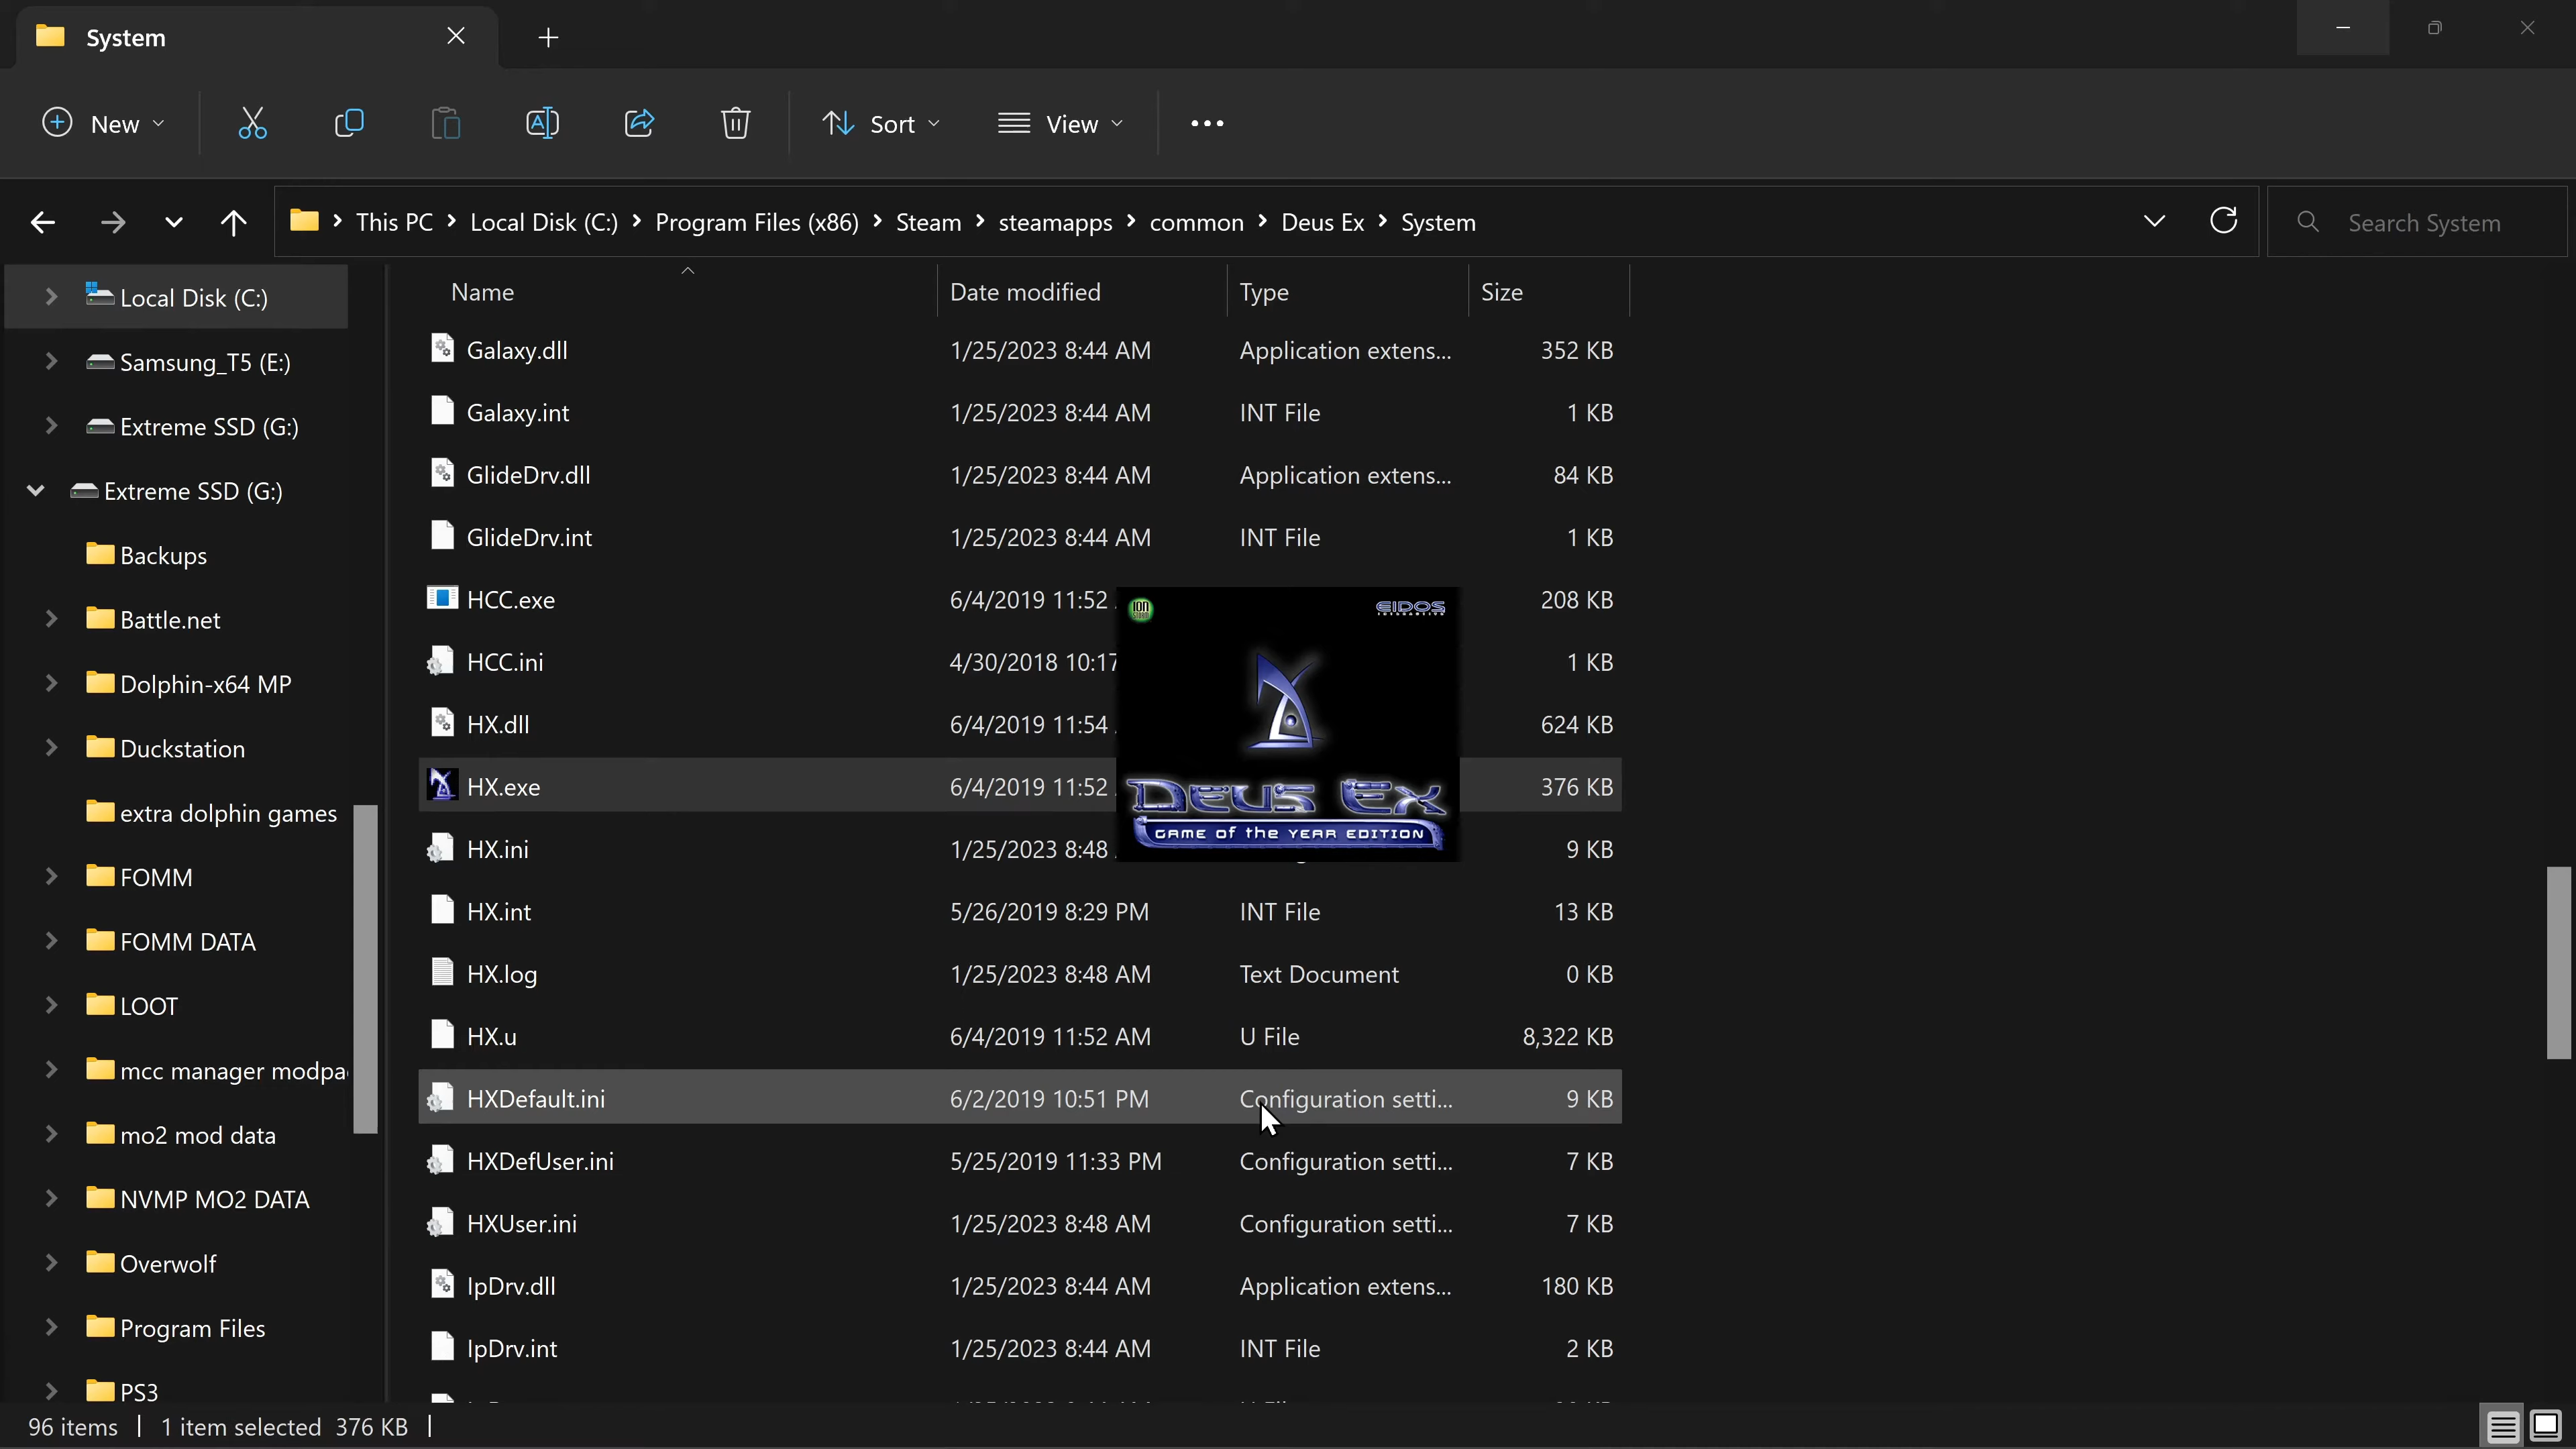 System
New
Sort
View
This PC > Local Disk (C:) > Program Files (x86) > Steam > steamapps > common > Deus Ex > System
Search System
Name Date modified Type Size
Local Disk (C:)
Samsung_T5 (E:)
Extreme SSD (G:)
Extreme SSD (G:)
Backups
Battle.net
Dolphin-x64 MP
Duckstation
extra dolphin games
FOMM
FOMM DATA
LOOT
mcc manager modpa
mo2 mod data
NVMP MO2 DATA
Overwolf
Program Files
PS3
Galaxy.dll 1/25/2023 8:44 AM Application extens... 352 KB
Galaxy.int 1/25/2023 8:44 AM INT File 1 KB
GlideDrv.dll 1/25/2023 8:44 AM Application extens... 84 KB
GlideDrv.int 1/25/2023 8:44 AM INT File 1 KB
HCC.exe 6/4/2019 11:52 208 KB
HCC.ini 4/30/2018 10:17 1 KB
HX.dll 6/4/2019 11:54 624 KB
HX.exe 6/4/2019 11:52 376 KB
HX.ini 1/25/2023 8:48 9 KB
HX.int 5/26/2019 8:29 PM INT File 13 KB
HX.log 1/25/2023 8:48 AM Text Document 0 KB
HX.u 6/4/2019 11:52 AM U File 8,322 KB
HXDefault.ini 6/2/2019 10:51 PM Configuration setti... 9 KB
HXDefUser.ini 5/25/2019 11:33 PM Configuration setti... 7 KB
HXUser.ini 1/25/2023 8:48 AM Configuration setti... 7 KB
IpDrv.dll 1/25/2023 8:44 AM Application extens... 180 KB
IpDrv.int 1/25/2023 8:44 AM INT File 2 KB
ION
EIDOS
DEUS EX
GAME OF THE YEAR EDITION
96 items 1 item selected 376 KB